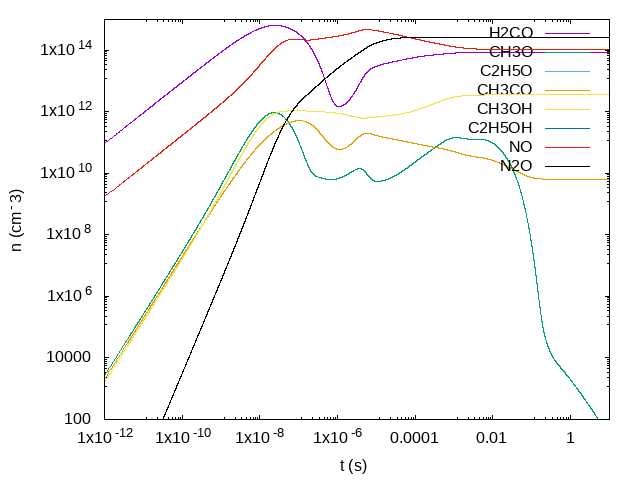 1x10 14
1x10 12
1x10 10
1x10 8
1x10 6
10000
100
1x10 -12
1x10 -10
1x10 -8
1x10 -6
0.0001
0.01
1
n (cm-3)
t (s)
H2CO
CH3O
C2H5O
CH3CO
CH3OH
C2H5OH
NO
N2O